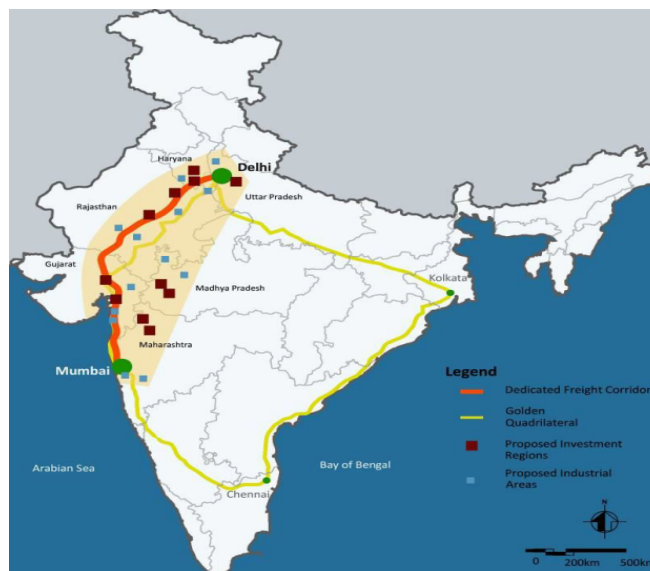 Haryana
Delhi
Rajasthan
Uttar Pradesh
Gujarat
Kolkata
Madhya Pradesh
Maharashtra
Mumbai
Legend
Dedicated Freight Corridor
Golden
Quadrilateral
Proposed Investment
Regions
Arabian Sea
Bay of Bengal
Proposed Industrial
Areas
Chennai
N
0 200km 500km